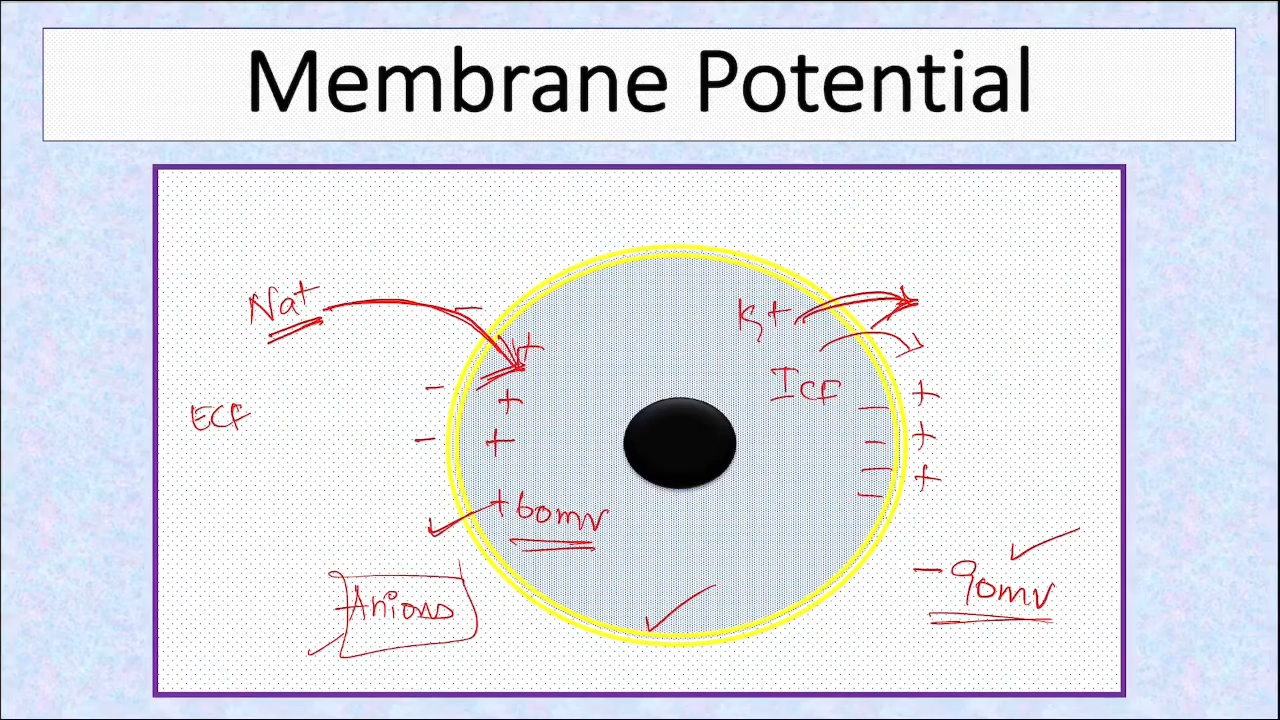 Membrane Potential
Na+
K+
-
+
-
+
ICF
+
ECF
-
+
-
+
-
+
-
-
+60mv
-90mv
Anions